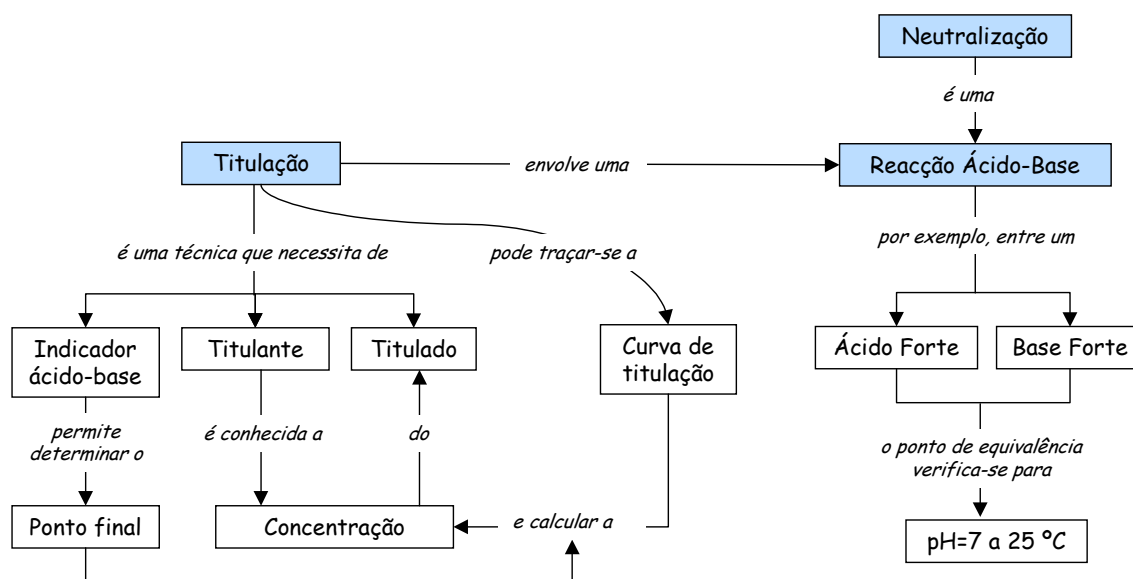 Neutralização
é uma
Titulação
envolve uma
Reacção Ácido-Base
é uma técnica que necessita de
pode traçar-se a
por exemplo, entre um
Indicador
ácido-base
Titulante
Titulado
Curva de
titulação
Ácido Forte
Base Forte
permite
determinar o
é conhecida a
do
o ponto de equivalência
verifica-se para
Ponto final
Concentração
e calcular a
pH=7 a 25 ºC